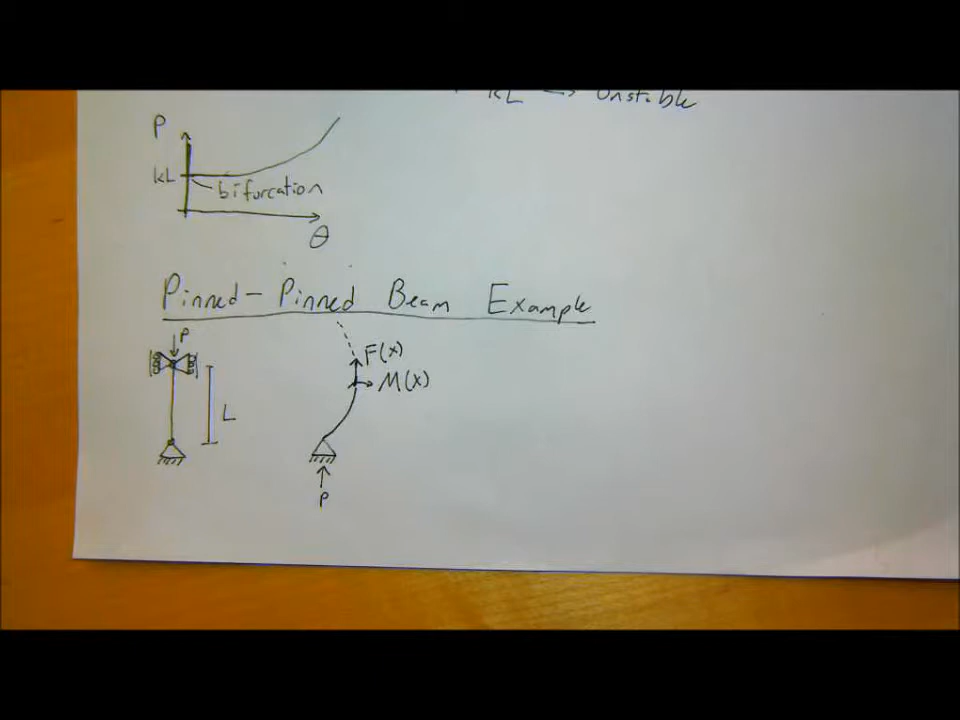 kL → Unstable
P
kL
bifurcation
θ
Pinned-Pinned Beam Example
P
L
F(x)
M(x)
P